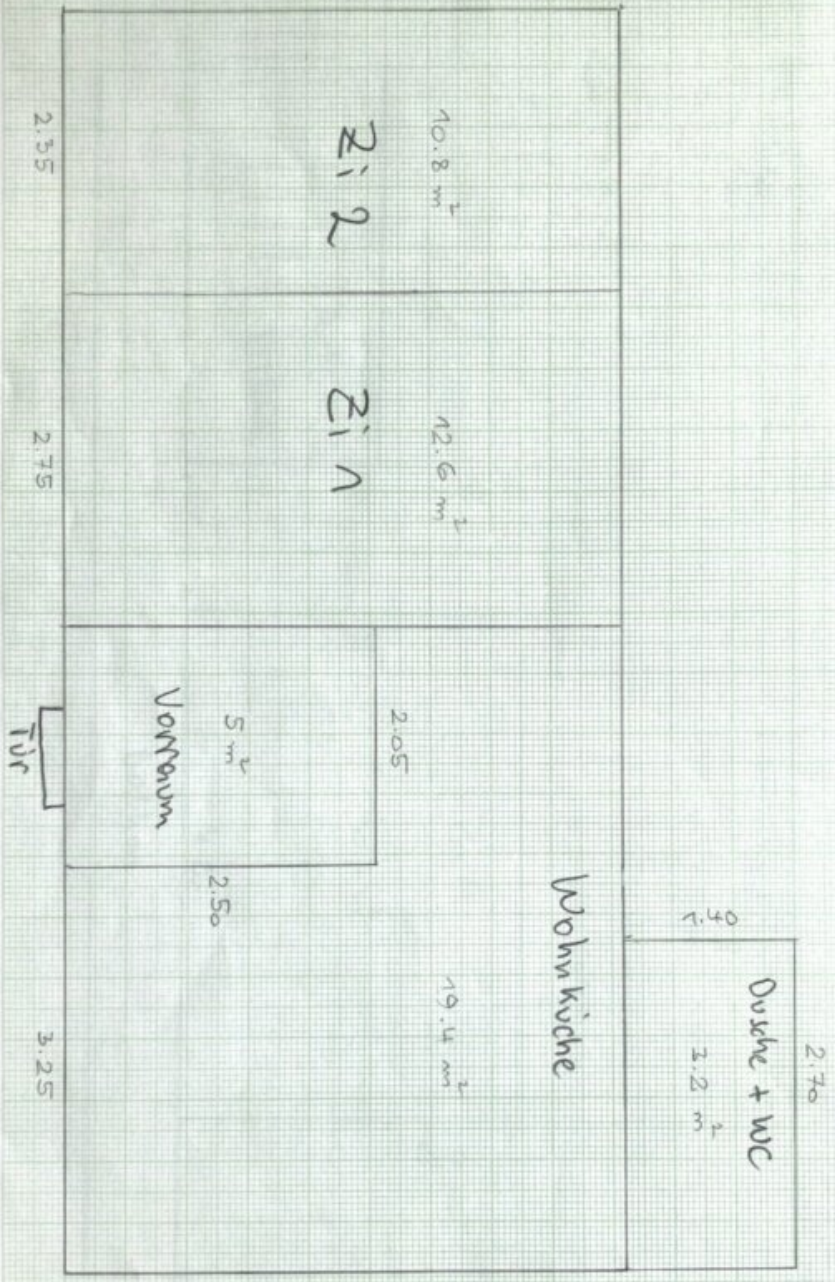 2.70
Dusche + WC
3.2 m²
1.40
Wohnküche
10.8 m²
12.6 m²
19.4 m²
Zi 2
Zi 1
2.05
5 m²
2.50
Vorraum
2.35
2.75
3.25
Tür